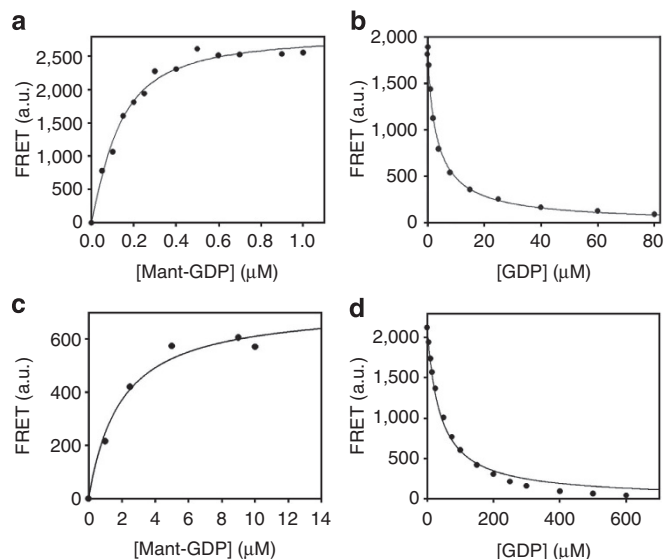 a
FRET (a.u.)
2,500
2,000
1,500
1,000
500
0
0.0 0.2 0.4 0.6 0.8 1.0
[Mant-GDP] (μM)
b
FRET (a.u.)
2,000
1,500
1,000
500
0
0 20 40 60 80
[GDP] (μM)
c
FRET (a.u.)
600
400
200
0
0 2 4 6 8 10 12 14
[Mant-GDP] (μM)
d
FRET (a.u.)
2,000
1,500
1,000
500
0
0 200 400 600
[GDP] (μM)